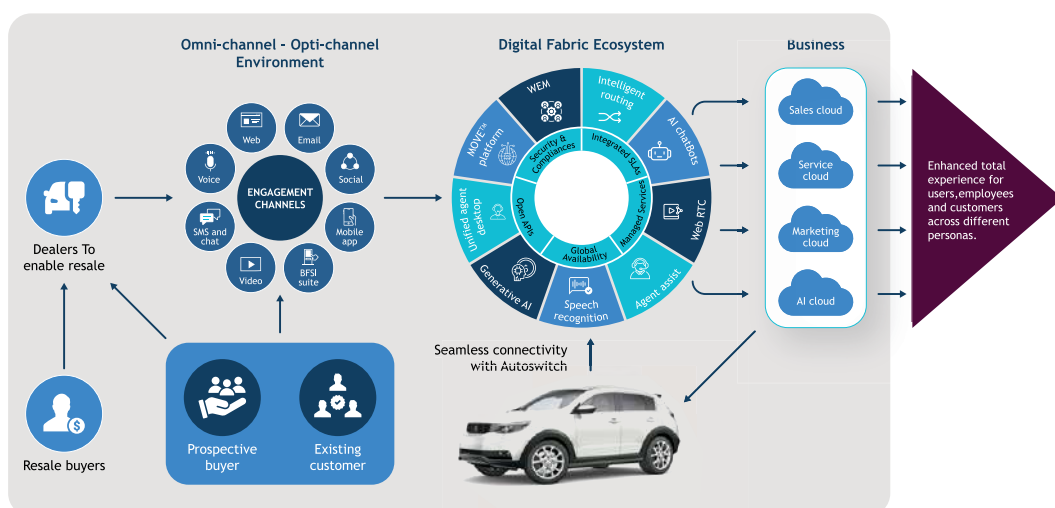 Omni-channel - Opti-channel
Environment
Digital Fabric Ecosystem
Business
Web
Email
Voice
Social
ENGAGEMENT
CHANNELS
SMS and
chat
Mobile
app
Video
BFSI
suite
Dealers To
enable resale
Resale buyers
Prospective
buyer
Existing
customer
WEM
Intelligent
routing
AI chatBots
Web RTC
Agent assist
Speech
recognition
Generative AI
Unified agent
desktop
MOVE™
platform
Security &
Compliances
Integrated SLAs
Managed Services
Global
Availability
Open APIs
Seamless connectivity
with Autoswitch
Sales cloud
Service
cloud
Marketing
cloud
AI cloud
Enhanced total
experience for
users,employees
and customers
across different
personas.